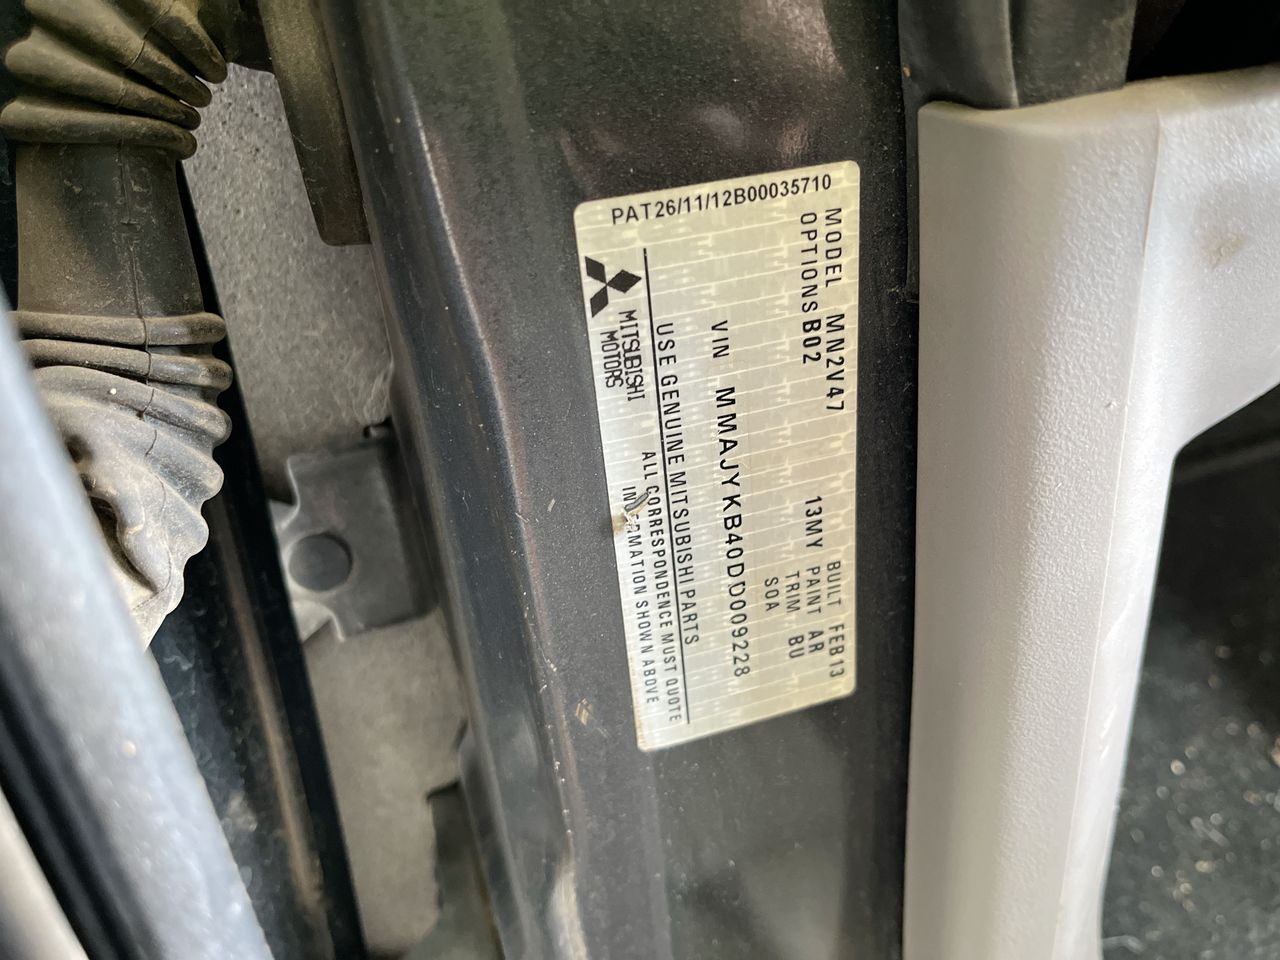 PAT26/11/12B00035710
MODEL MN2V47 BUILT FEB13
OPTIONS B02 13MY PAINT AR
TRIM BU
SOA
VIN MMAJYKB40DD009228
USE GENUINE MITSUBISHI PARTS
MITSUBISHI MOTORS
ALL CORRESPONDENCE MUST QUOTE
INFORMATION SHOWN ABOVE